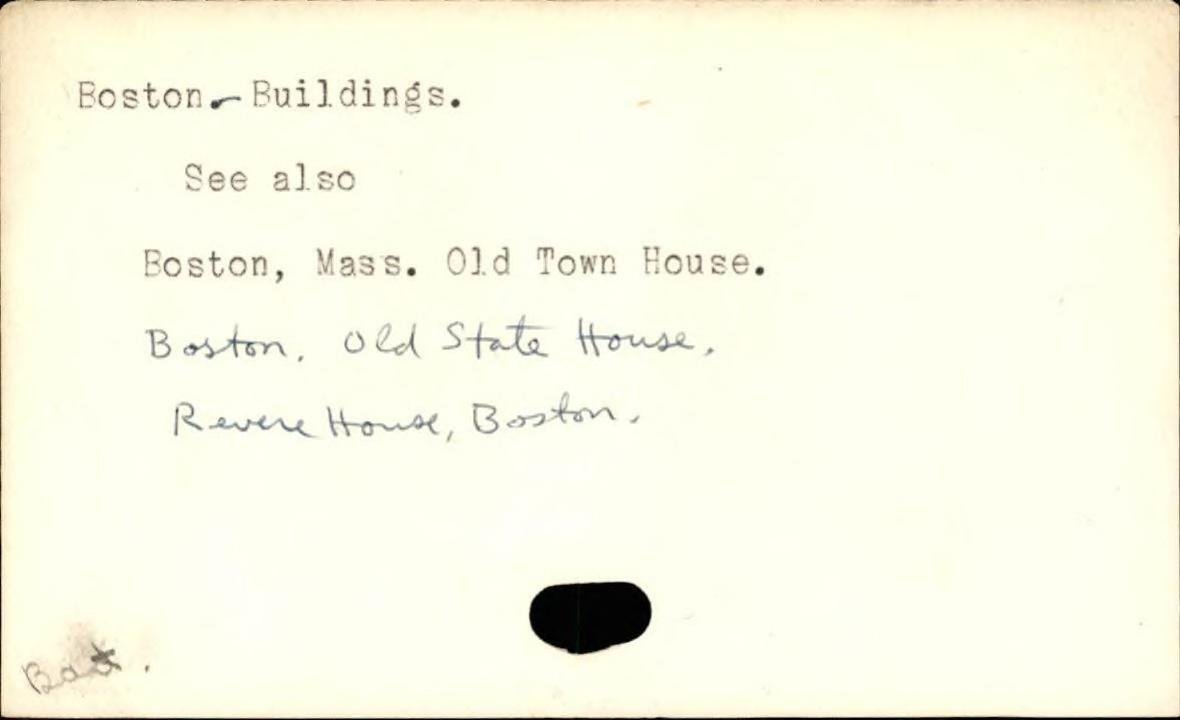 Boston - Buildings.
See also
Boston, Mass. Old Town House.
Boston. Old State House.
Revere House, Boston.